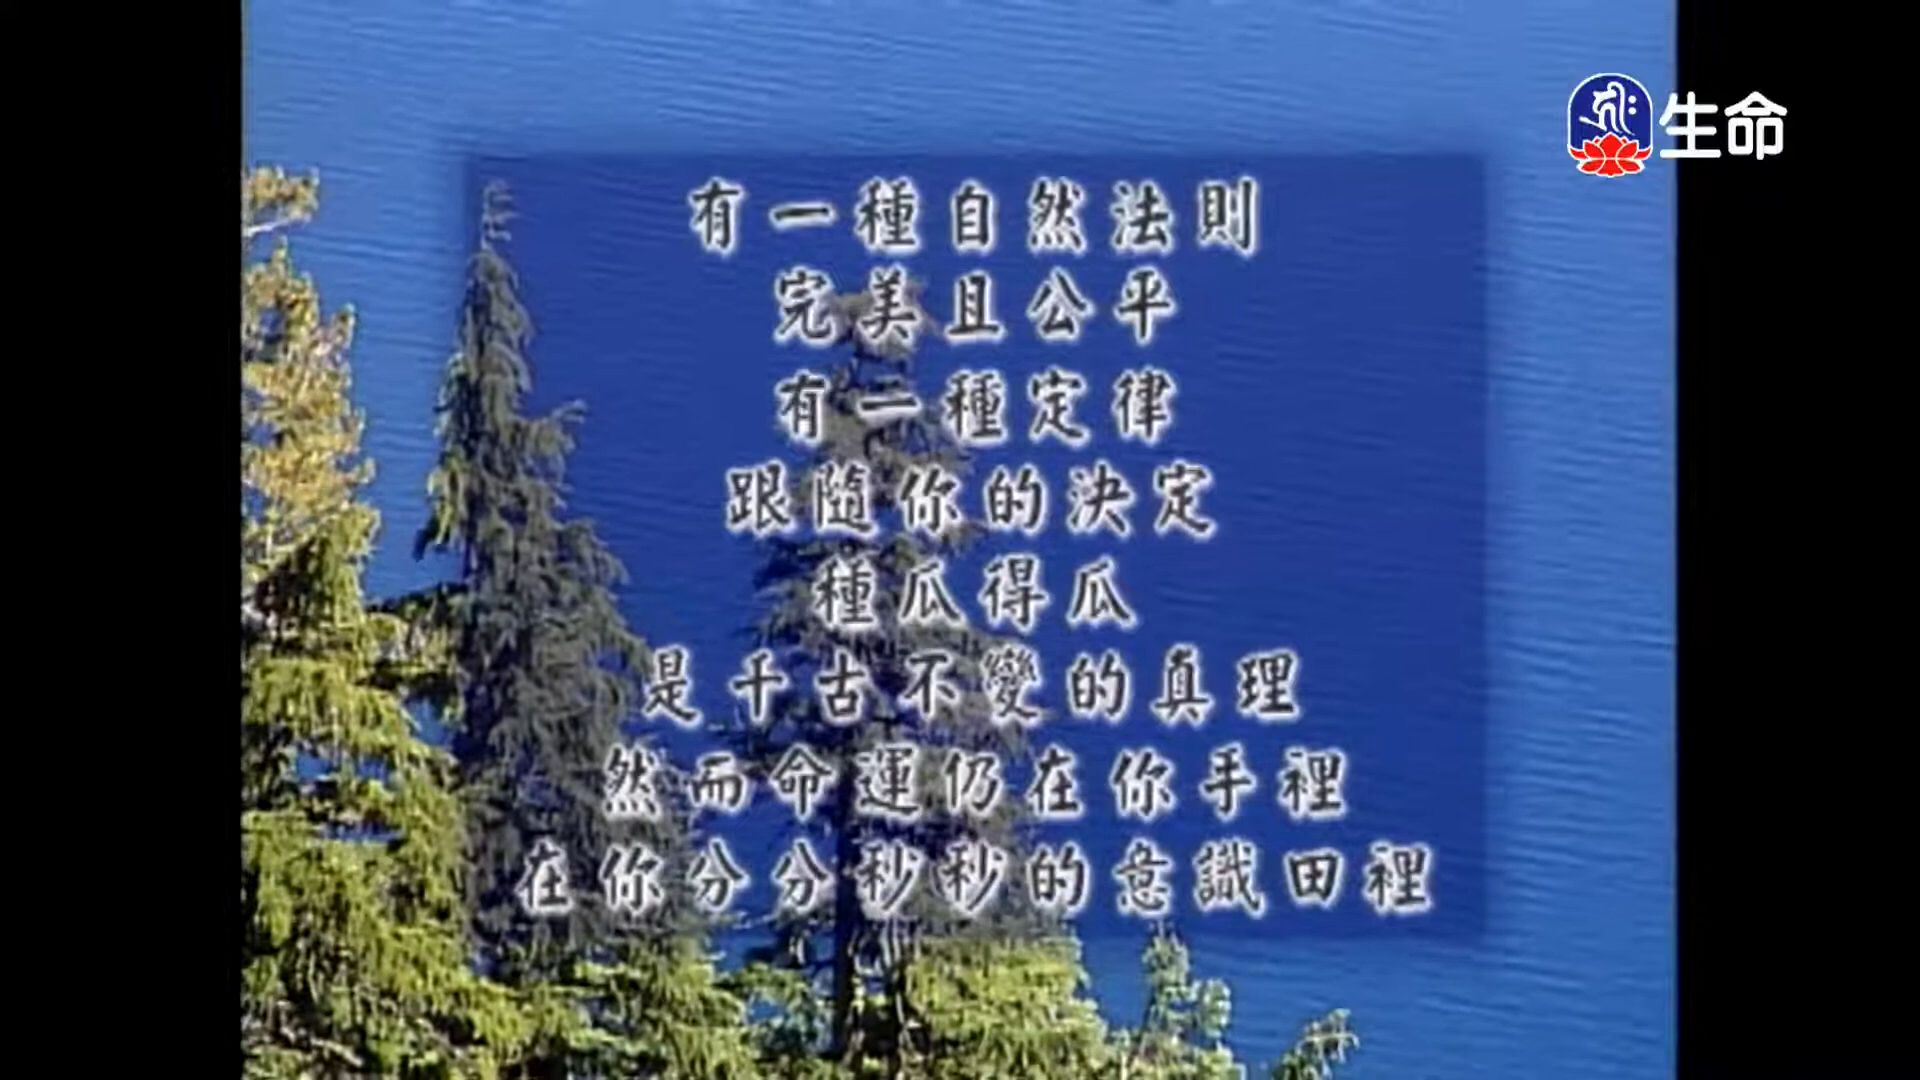 生命
有一種自然法則
完美且公平
有一種定律
跟隨你的決定
種瓜得瓜
是千古不變的真理
然而命運仍在你手裡
在你分分秒秒的意識田裡